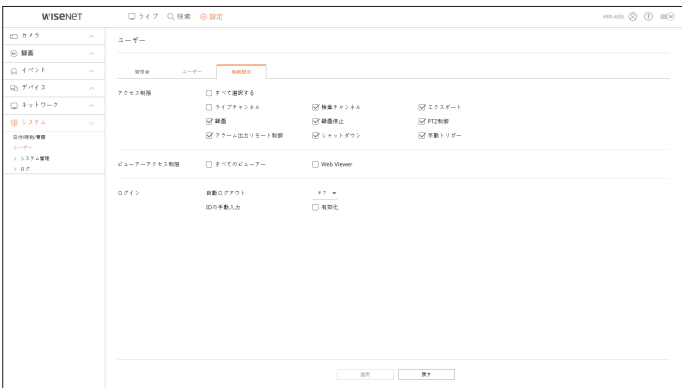 WISENET
ライブ 検索 設定
HRX-435L
カメラ
ユーザー
録画
イベント
管理者 ユーザー 制限設定
デバイス
アクセス制限 すべて選択する
ネットワーク
ライブチャンネル 検索チャンネル エクスポート
システム
録画 録画停止 PTZ制御
日付/時刻/言語
アラーム出力リモート制御 シャットダウン 手動トリガー
ユーザー
> システム管理
> ログ
ビューアーアクセス制限 すべてのビューアー Web Viewer
ログイン 自動ログアウト オフ
IDの手動入力 有効化
適用 戻す